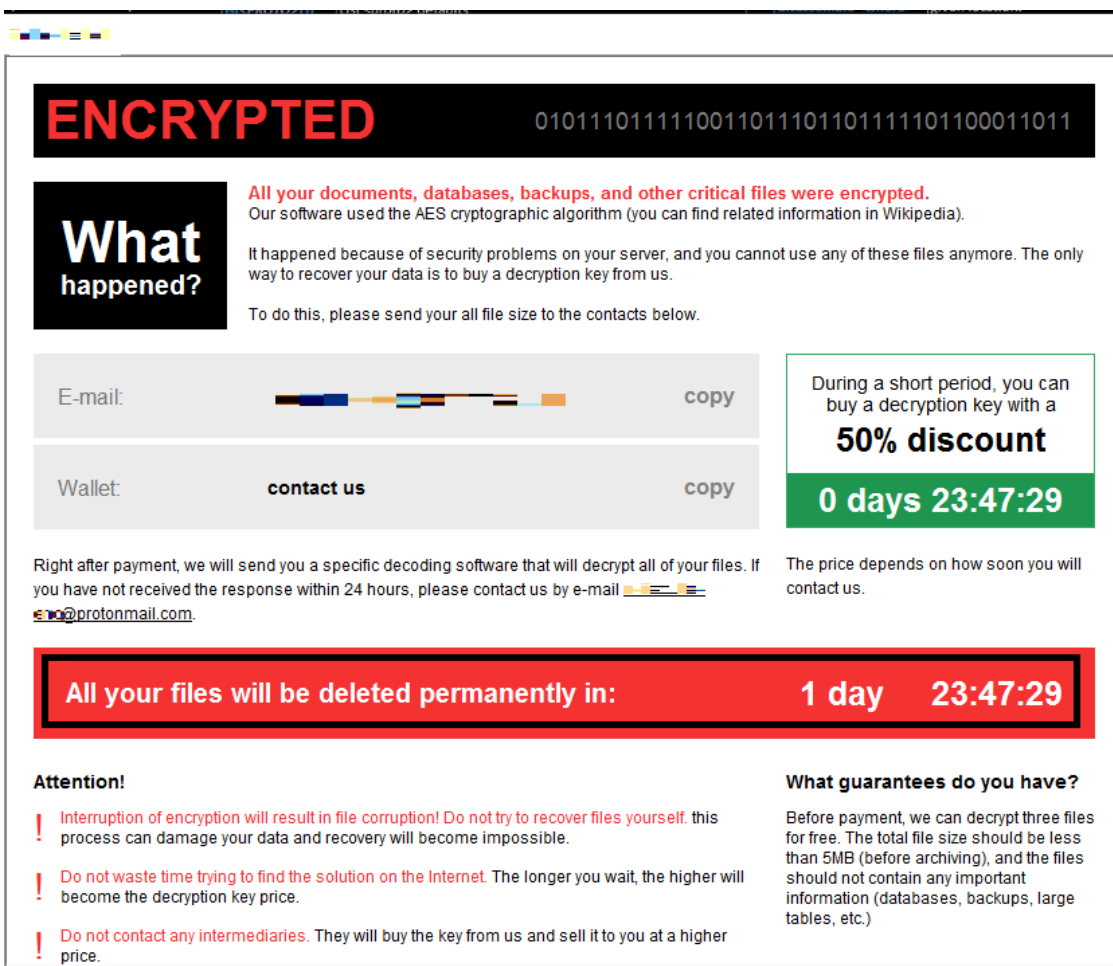 ENCRYPTED
010111011111001101110110111110110001 1011
What
happened?
All your documents, databases, backups, and other critical files were encrypted.
Our software used the AES cryptographic algorithm (you can find related information in Wikipedia).
It happened because of security problems on your server, and you cannot use any of these files anymore. The only
way to recover your data is to buy a decryption key from us.
To do this, please send your all file size to the contacts below.
E-mail:
copy
Wallet:
contact us
copy
During a short period, you can
buy a decryption key with a
50% discount
0 days 23:47:29
Right after payment, we will send you a specific decoding software that will decrypt all of your files. If
you have not received the response within 24 hours, please contact us by e-mail
@protonmail.com.
The price depends on how soon you will
contact us.
All your files will be deleted permanently in:
1 day
23:47:29
Attention!
! Interruption of encryption will result in file corruption! Do not try to recover files yourself. this
process can damage your data and recovery will become impossible.
! Do not waste time trying to find the solution on the Internet. The longer you wait, the higher will
become the decryption key price.
! Do not contact any intermediaries. They will buy the key from us and sell it to you at a higher
price.
What guarantees do you have?
Before payment, we can decrypt three files
for free. The total file size should be less
than 5MB (before archiving), and the files
should not contain any important
information (databases, backups, large
tables, etc.)